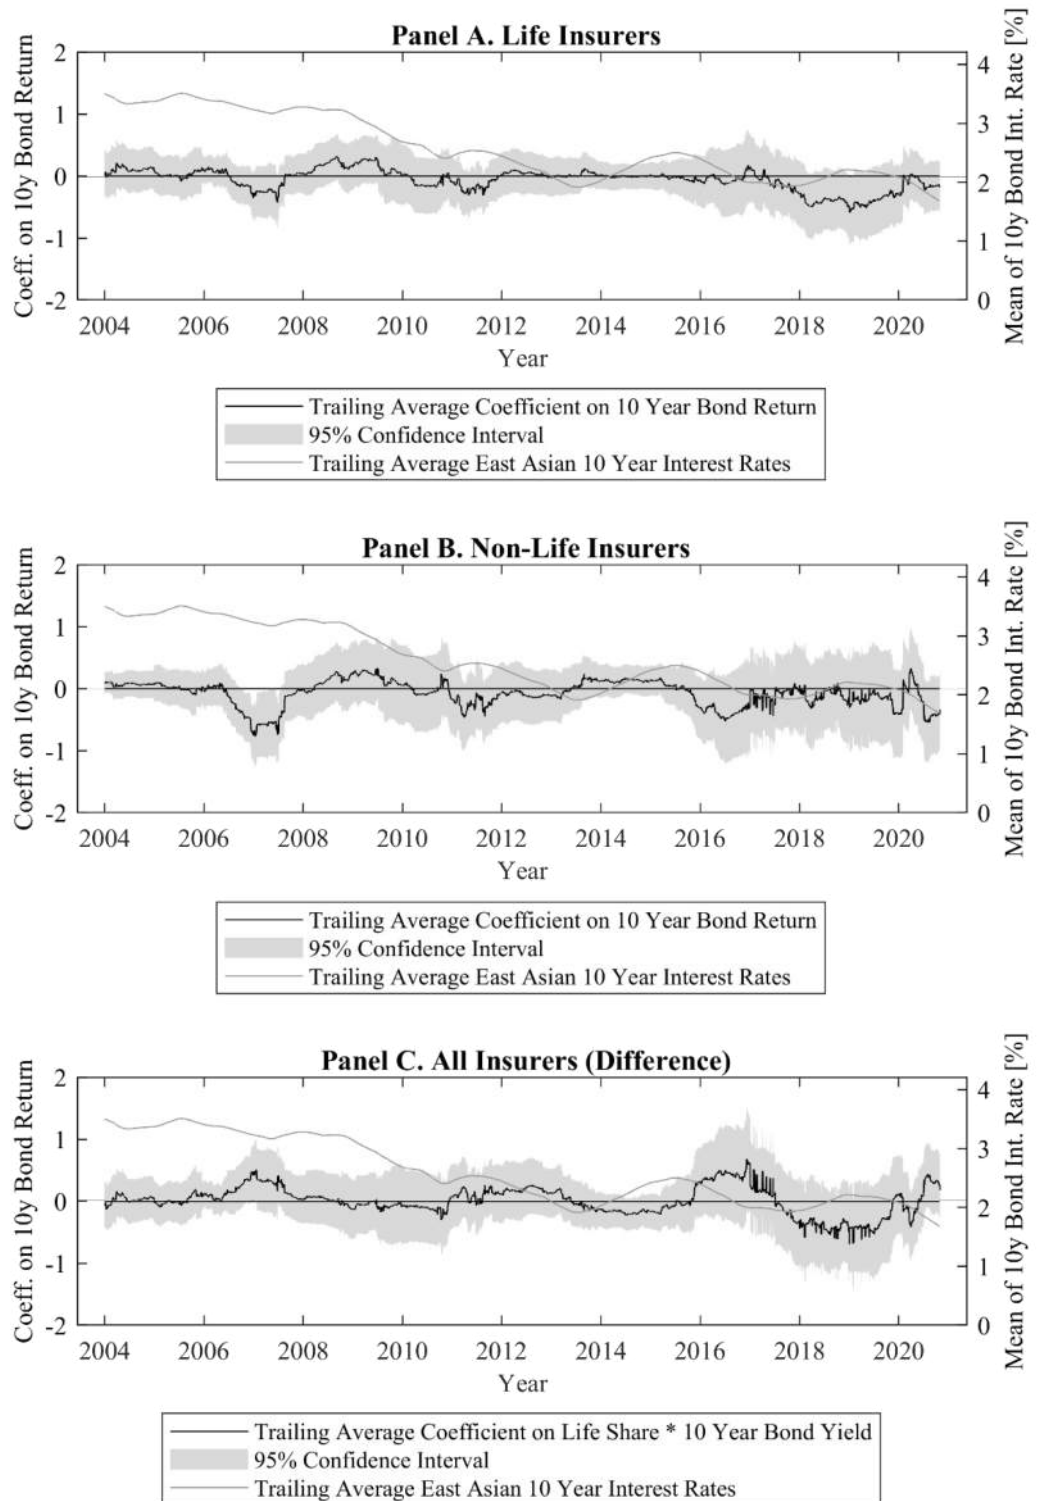 Panel A. Life Insurers
Coeff. on 10y Bond Return
2
1
0
-1
-2
Mean of 10y Bond Int. Rate [%]
4
3
2
1
0
2004 2006 2008 2010 2012 2014 2016 2018 2020
Year
Trailing Average Coefficient on 10 Year Bond Return
95% Confidence Interval
Trailing Average East Asian 10 Year Interest Rates
Panel B. Non-Life Insurers
Coeff. on 10y Bond Return
2
1
0
-1
-2
Mean of 10y Bond Int. Rate [%]
4
3
2
1
0
2004 2006 2008 2010 2012 2014 2016 2018 2020
Year
Trailing Average Coefficient on 10 Year Bond Return
95% Confidence Interval
Trailing Average East Asian 10 Year Interest Rates
Panel C. All Insurers (Difference)
Coeff. on 10y Bond Return
2
1
0
-1
-2
Mean of 10y Bond Int. Rate [%]
4
3
2
1
0
2004 2006 2008 2010 2012 2014 2016 2018 2020
Year
Trailing Average Coefficient on Life Share * 10 Year Bond Yield
95% Confidence Interval
Trailing Average East Asian 10 Year Interest Rates